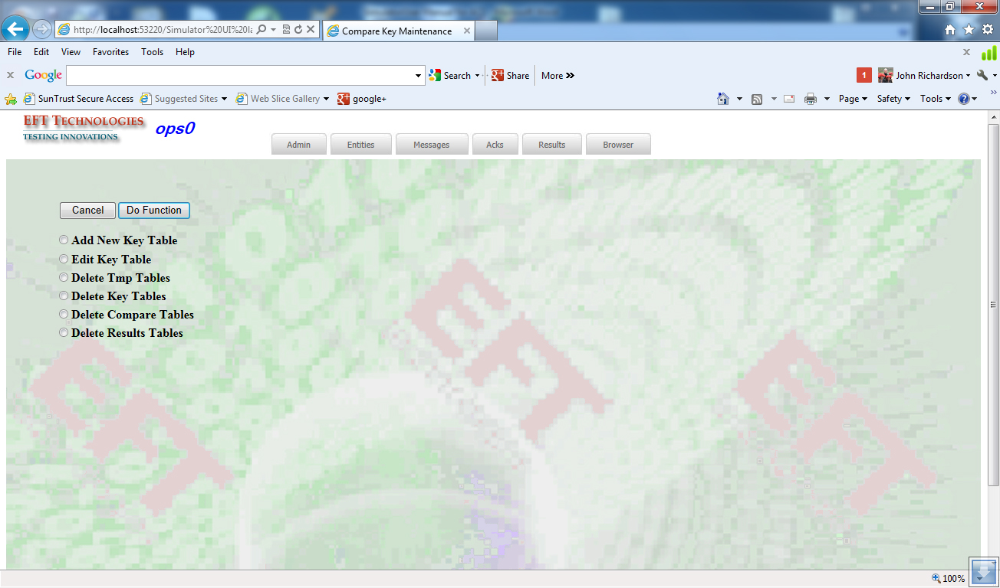 http://localhost:53220/Simulator%20UI%20la
Compare Key Maintenance
File Edit View Favorites Tools Help
Google Search Share More 1 John Richardson
SunTrust Secure Access Suggested Sites Web Slice Gallery google+ Page Safety Tools
EFT TECHNOLOGIES
TESTING INNOVATIONS
ops0
Admin Entities Messages Acks Results Browser
Cancel Do Function
Add New Key Table
Edit Key Table
Delete Tmp Tables
Delete Key Tables
Delete Compare Tables
Delete Results Tables
EFT
EFT
EFT
100%